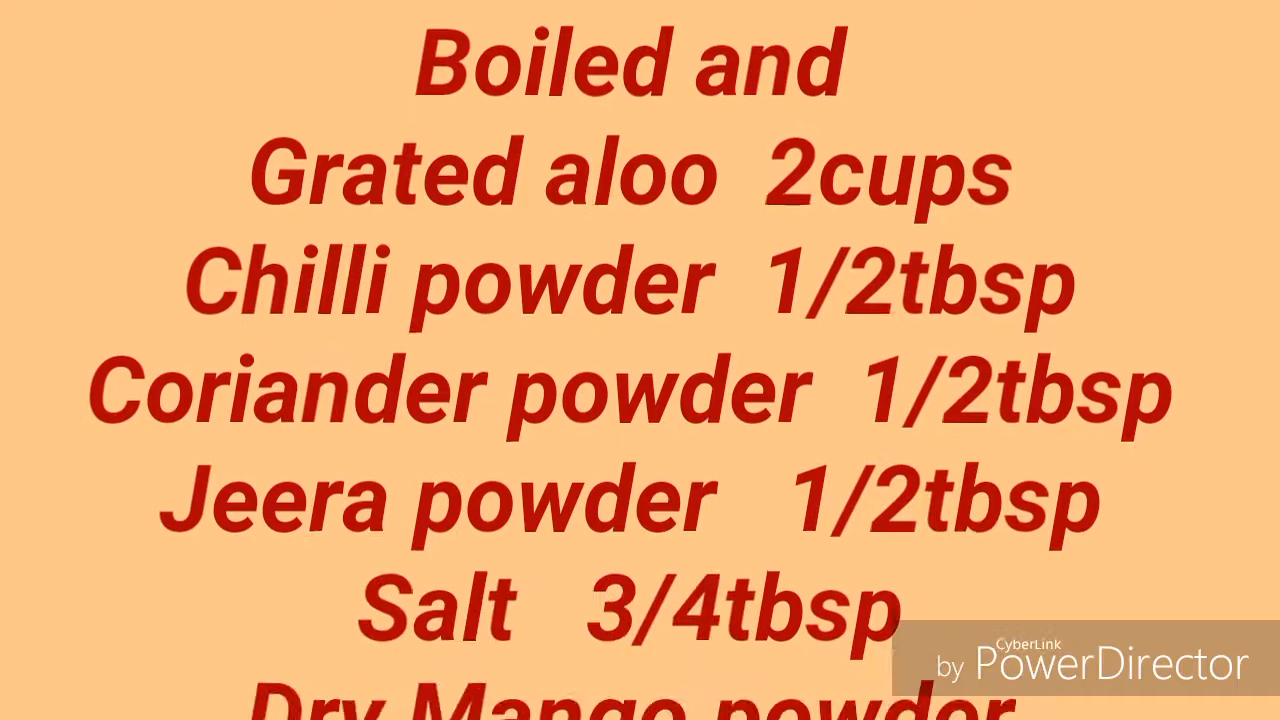 Boiled and
Grated aloo  2cups
Chilli powder  1/2tbsp
Coriander powder  1/2tbsp
Jeera powder   1/2tbsp
Salt   3/4tbsp
CyberLink
by PowerDirector
Dry Mango powder